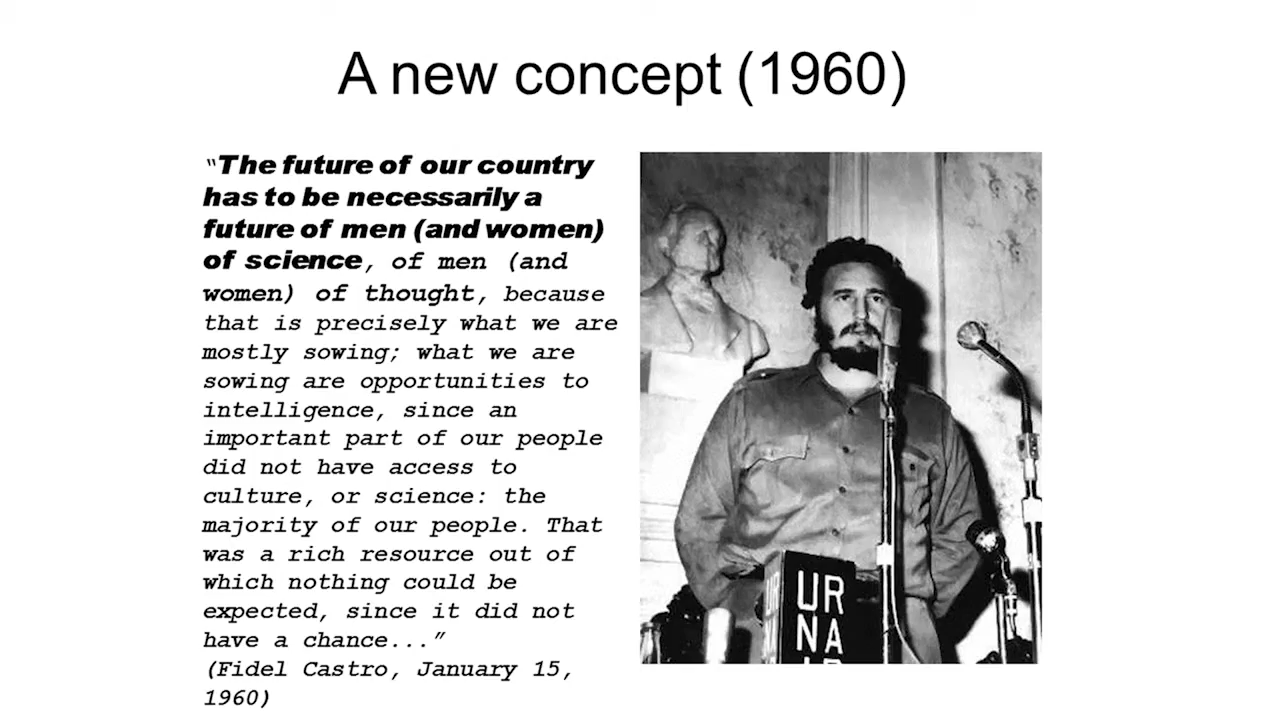 A new concept (1960)
“The future of our country
has to be necessarily a
future of men (and women)
of science, of men (and
women) of thought, because
that is precisely what we are
mostly sowing; what we are
sowing are opportunities to
intelligence, since an
important part of our people
did not have access to
culture, or science: the
majority of our people. That
was a rich resource out of
which nothing could be
expected, since it did not
have a chance...”
(Fidel Castro, January 15,
1960)
UR
NA